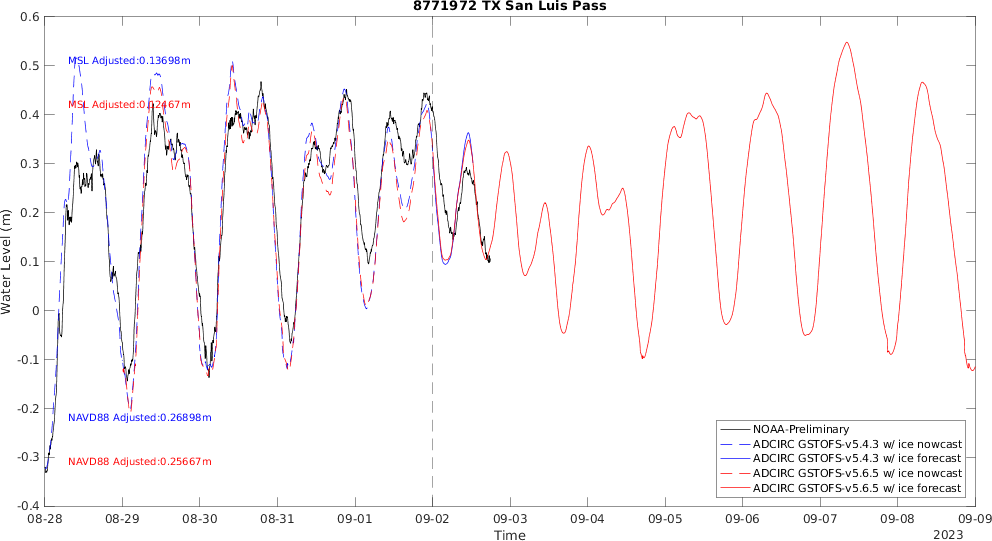 8771972 TX San Luis Pass
0.6
0.5
0.4
0.3
0.2
0.1
0
-0.1
-0.2
-0.3
-0.4
Water Level (m)
MSL Adjusted:0.13698m
MSL Adjusted:0.12467m
NAVD88 Adjusted:0.26898m
NAVD88 Adjusted:0.25667m
NOAA-Preliminary
ADCIRC GSTOFS-v5.4.3 w/ ice nowcast
ADCIRC GSTOFS-v5.4.3 w/ ice forecast
ADCIRC GSTOFS-v5.6.5 w/ ice nowcast
ADCIRC GSTOFS-v5.6.5 w/ ice forecast
08-28 08-29 08-30 08-31 09-01 09-02 09-03 09-04 09-05 09-06 09-07 09-08 09-09
Time
2023